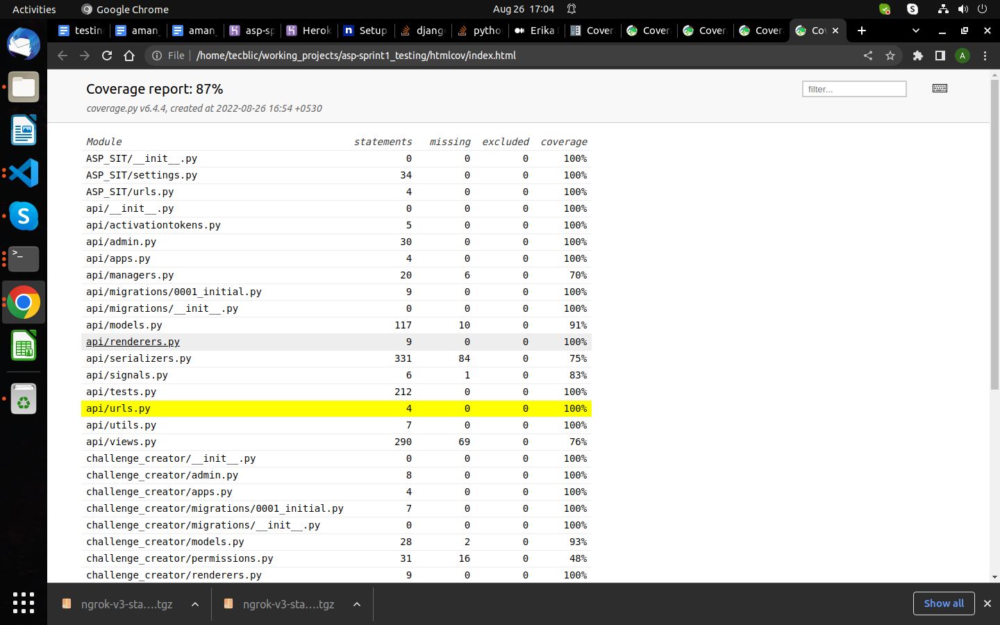 Activities Google Chrome Aug 26 17:04
testin aman_ aman_ asp-sp Herok Setup djang pytho Erika Cover Cover Cover Cover Cov
File /home/tecblic/working_projects/asp-sprint1_testing/htmlcov/index.html A
Coverage report: 87% filter...
coverage.py v6.4.4, created at 2022-08-26 16:54 +0530
Module statements missing excluded coverage
ASP_SIT/__init__.py 0 0 0 100%
ASP_SIT/settings.py 34 0 0 100%
ASP_SIT/urls.py 4 0 0 100%
api/__init__.py 0 0 0 100%
api/activationtokens.py 5 0 0 100%
api/admin.py 30 0 0 100%
api/apps.py 4 0 0 100%
api/managers.py 20 6 0 70%
api/migrations/0001_initial.py 9 0 0 100%
api/migrations/__init__.py 0 0 0 100%
api/models.py 117 10 0 91%
api/renderers.py 9 0 0 100%
api/serializers.py 331 84 0 75%
api/signals.py 6 1 0 83%
api/tests.py 212 0 0 100%
api/urls.py 4 0 0 100%
api/utils.py 7 0 0 100%
api/views.py 290 69 0 76%
challenge_creator/__init__.py 0 0 0 100%
challenge_creator/admin.py 8 0 0 100%
challenge_creator/apps.py 4 0 0 100%
challenge_creator/migrations/0001_initial.py 7 0 0 100%
challenge_creator/migrations/__init__.py 0 0 0 100%
challenge_creator/models.py 28 2 0 93%
challenge_creator/permissions.py 31 16 0 48%
challenge_creator/renderers.py 9 0 0 100%
ngrok-v3-sta....tgz ngrok-v3-sta....tgz Show all